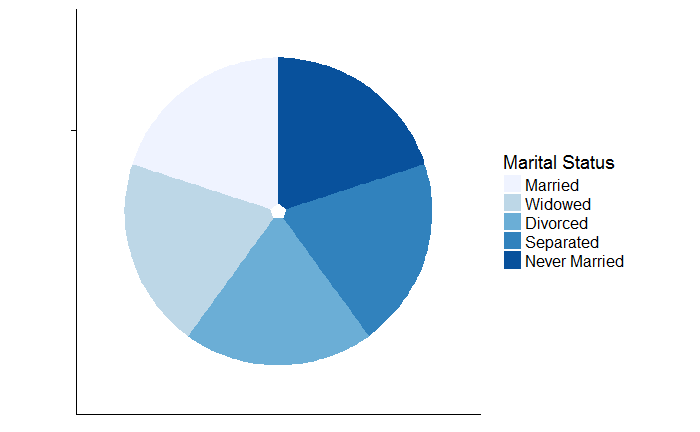 Marital Status
Married
Widowed
Divorced
Separated
Never Married